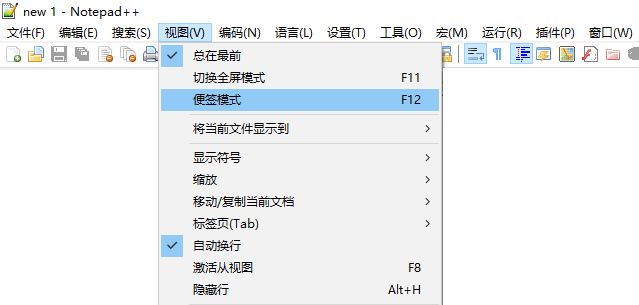 new 1 - Notepad++
文件(F) 编辑(E) 搜索(S) 视图(V) 编码(N) 语言(L) 设置(T) 工具(O) 宏(M) 运行(R) 插件(P) 窗口(W)
总在最前
切换全屏模式 F11
便签模式 F12
将当前文件显示到
显示符号
缩放
移动/复制当前文档
标签页(Tab)
自动换行
激活从视图 F8
隐藏行 Alt+H